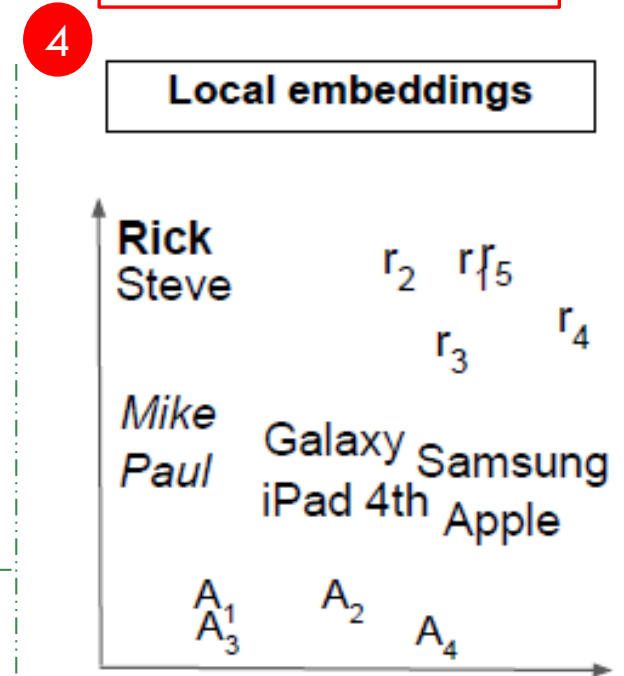 4
Local embeddings
Rick
Steve
r2 r1 r5
r4
r3
Mike
Paul
Galaxy
iPad 4th
Samsung
Apple
A1
A3
A2
A4